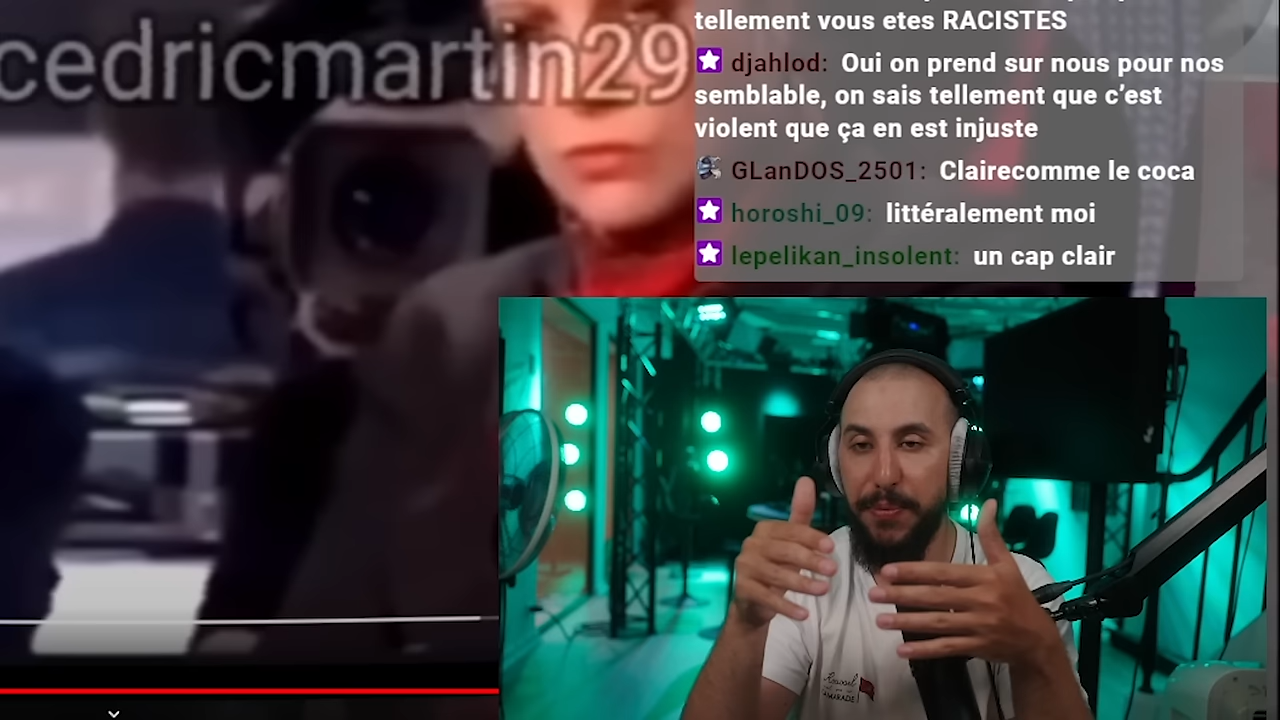 cedricmartin29
tellement vous etes RACISTES
djahlod: Oui on prend sur nous pour nos
semblable, on sais tellement que c’est
violent que ça en est injuste
GLanDOS_2501: Clairecomme le coca
horoshi_09: littéralement moi
lepelikan_insolent: un cap clair